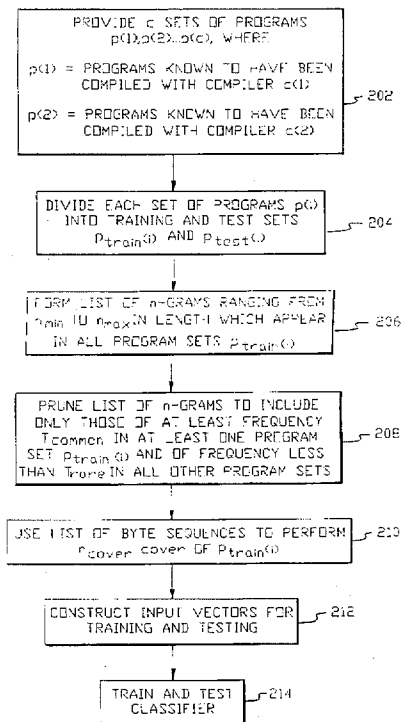 PROVIDE c SETS OF PROGRAMS
p(1),p(2)...p(c), WHERE
p(1) = PROGRAMS KNOWN TO HAVE BEEN
COMPILED WITH COMPILER c(1)
p(2) = PROGRAMS KNOWN TO HAVE BEEN
COMPILED WITH COMPILER c(2)
202
DIVIDE EACH SET OF PROGRAMS p(i)
INTO TRAINING AND TEST SETS
Ptrain(i) AND Ptest(i)
204
FORM LIST OF n-GRAMS RANGING FROM
nmin TO nmax IN LENGTH WHICH APPEAR
IN ALL PROGRAM SETS Ptrain(i)
206
PRUNE LIST OF n-GRAMS TO INCLUDE
ONLY THOSE OF AT LEAST FREQUENCY
Tcommon IN AT LEAST ONE PROGRAM
SET Ptrain(i) AND OF FREQUENCY LESS
THAN Trare IN ALL OTHER PROGRAM SETS
208
USE LIST OF BYTE SEQUENCES TO PERFORM
ncover COVER OF Ptrain(i)
210
CONSTRUCT INPUT VECTORS FOR
TRAINING AND TESTING
212
TRAIN AND TEST
CLASSIFIER
214